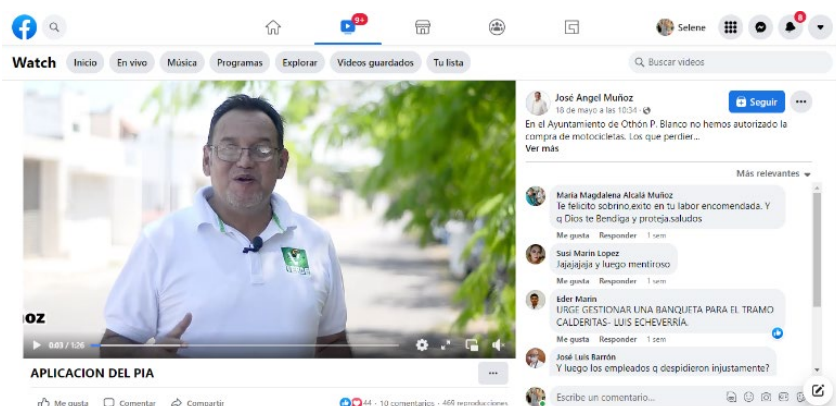 9+
Selene
8
Watch
Inicio
En vivo
Música
Programas
Explorar
Videos guardados
Tu lista
Buscar videos
José Angel Muñoz
18 de mayo a las 10:34 ·
Seguir
En el Ayuntamiento de Othón P. Blanco no hemos autorizado la
compra de motocicletas. Los que perdier...
Ver más
Más relevantes
María Magdalena Alcalá Muñoz
Te felicito sobrino,exito en tu labor encomendada. Y
q Dios te Bendiga y proteja.saludos
Me gusta Responder 1 sem
Susi Marin Lopez
Jajajajaja y luego mentiroso
Me gusta Responder 1 sem
Eder Marin
URGE GESTIONAR UNA BANQUETA PARA EL TRAMO
CALDERITAS- LUIS ECHEVERRÍA.
Me gusta Responder 1 sem
José Luis Barrón
Y luego los empleados q despidieron injustamente?
Escribe un comentario...
oz
0:03 / 1:26
APLICACION DEL PIA
Me gusta
Comentar
Compartir
44 · 10 comentarios · 469 reproducciones